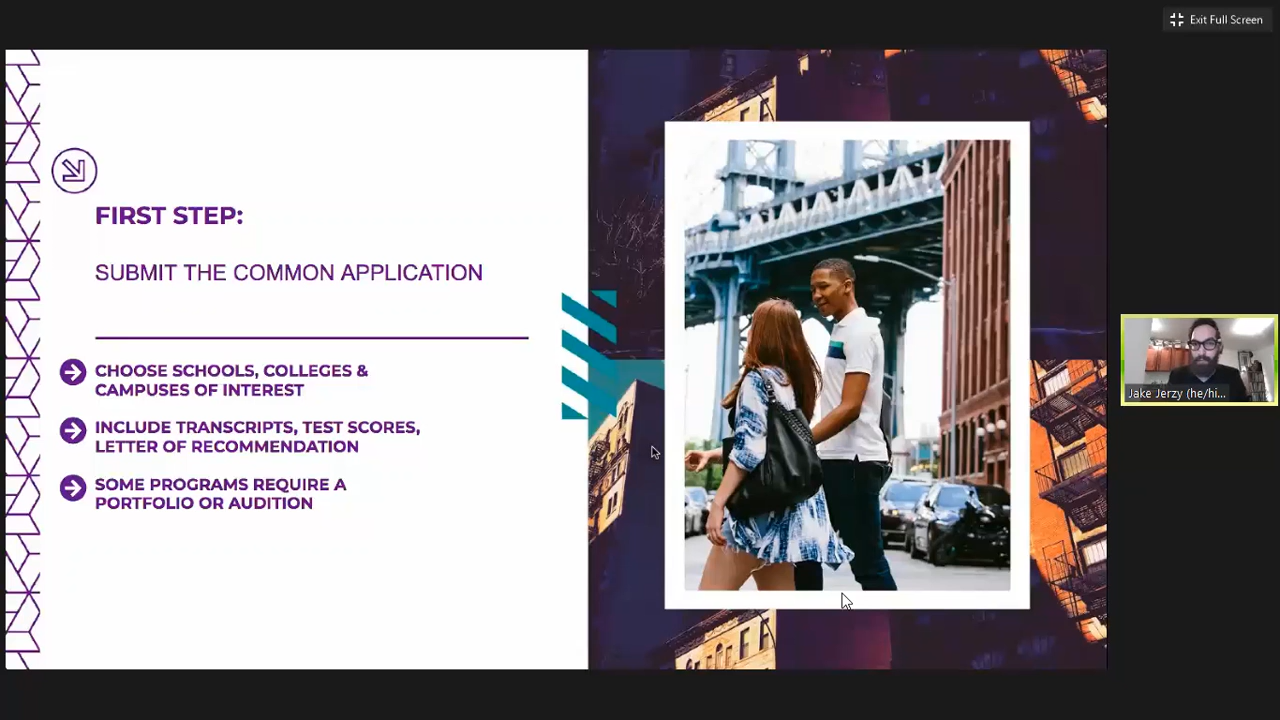 Exit Full Screen
FIRST STEP:
SUBMIT THE COMMON APPLICATION
CHOOSE SCHOOLS, COLLEGES &
CAMPUSES OF INTEREST
INCLUDE TRANSCRIPTS, TEST SCORES,
LETTER OF RECOMMENDATION
SOME PROGRAMS REQUIRE A
PORTFOLIO OR AUDITION
Jake Jerzy (he/hi...